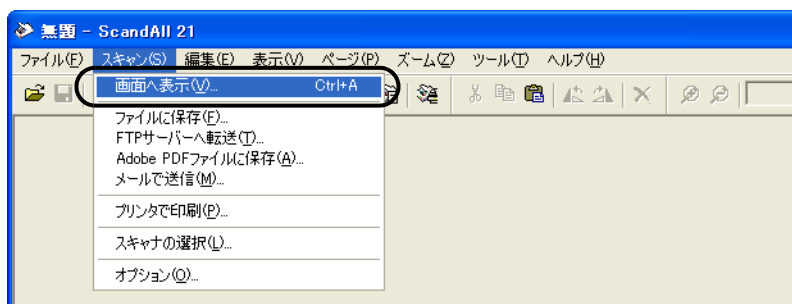 無題 - ScandAll 21
ファイル(F) スキャン(S) 編集(E) 表示(V) ページ(P) ズーム(Z) ツール(T) ヘルプ(H)
画面へ表示(V)... Ctrl+A
ファイルに保存(F)...
FTPサーバーへ転送(T)...
Adobe PDFファイルに保存(A)...
メールで送信(M)...
プリンタで印刷(P)...
スキャナの選択(L)...
オプション(O)...